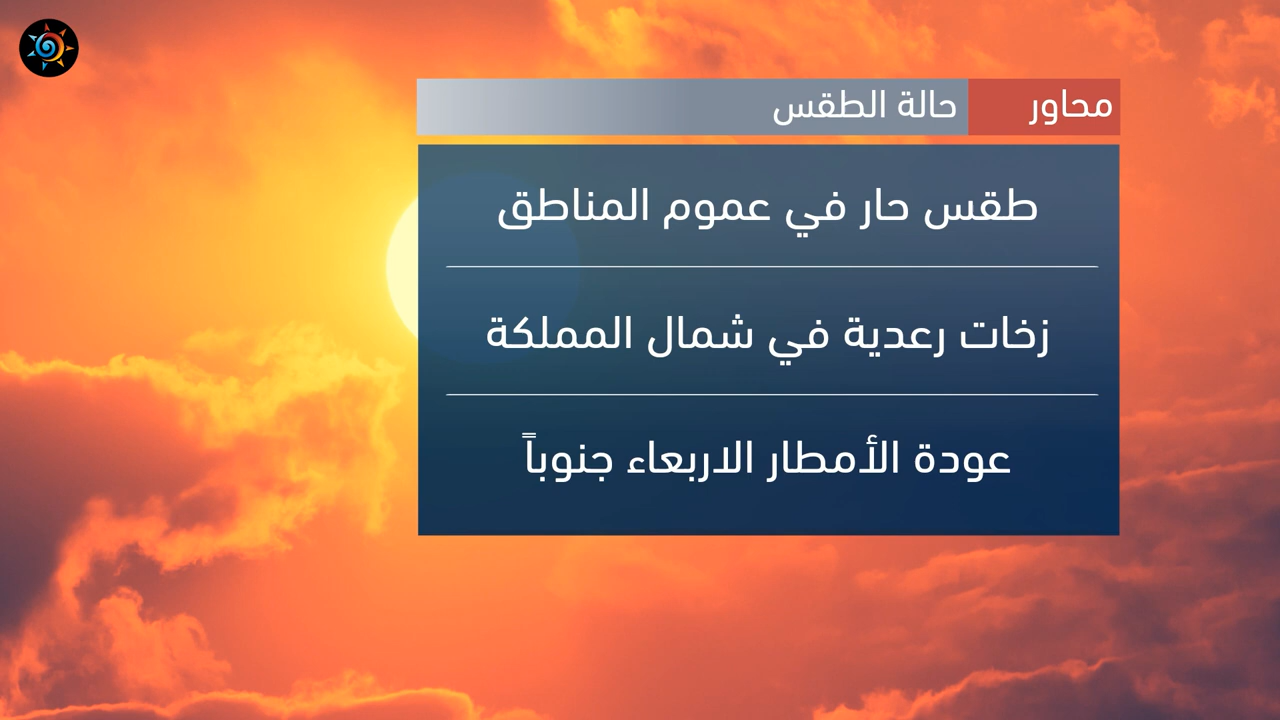 محاور حالة الطقس
طقس حار في عموم المناطق
زخات رعدية في شمال المملكة
عودة الأمطار الاربعاء جنوباً